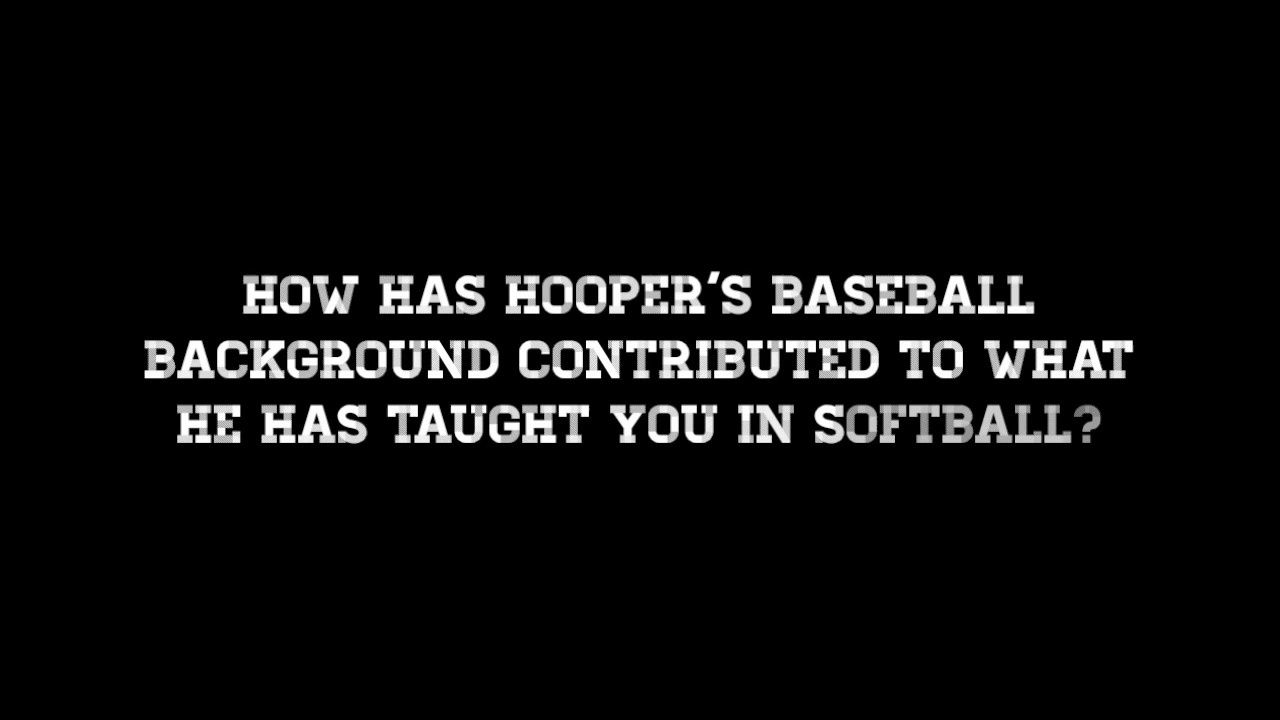 HOW HAS HOOPER'S BASEBALL
BACKGROUND CONTRIBUTED TO WHAT
HE HAS TAUGHT YOU IN SOFTBALL?